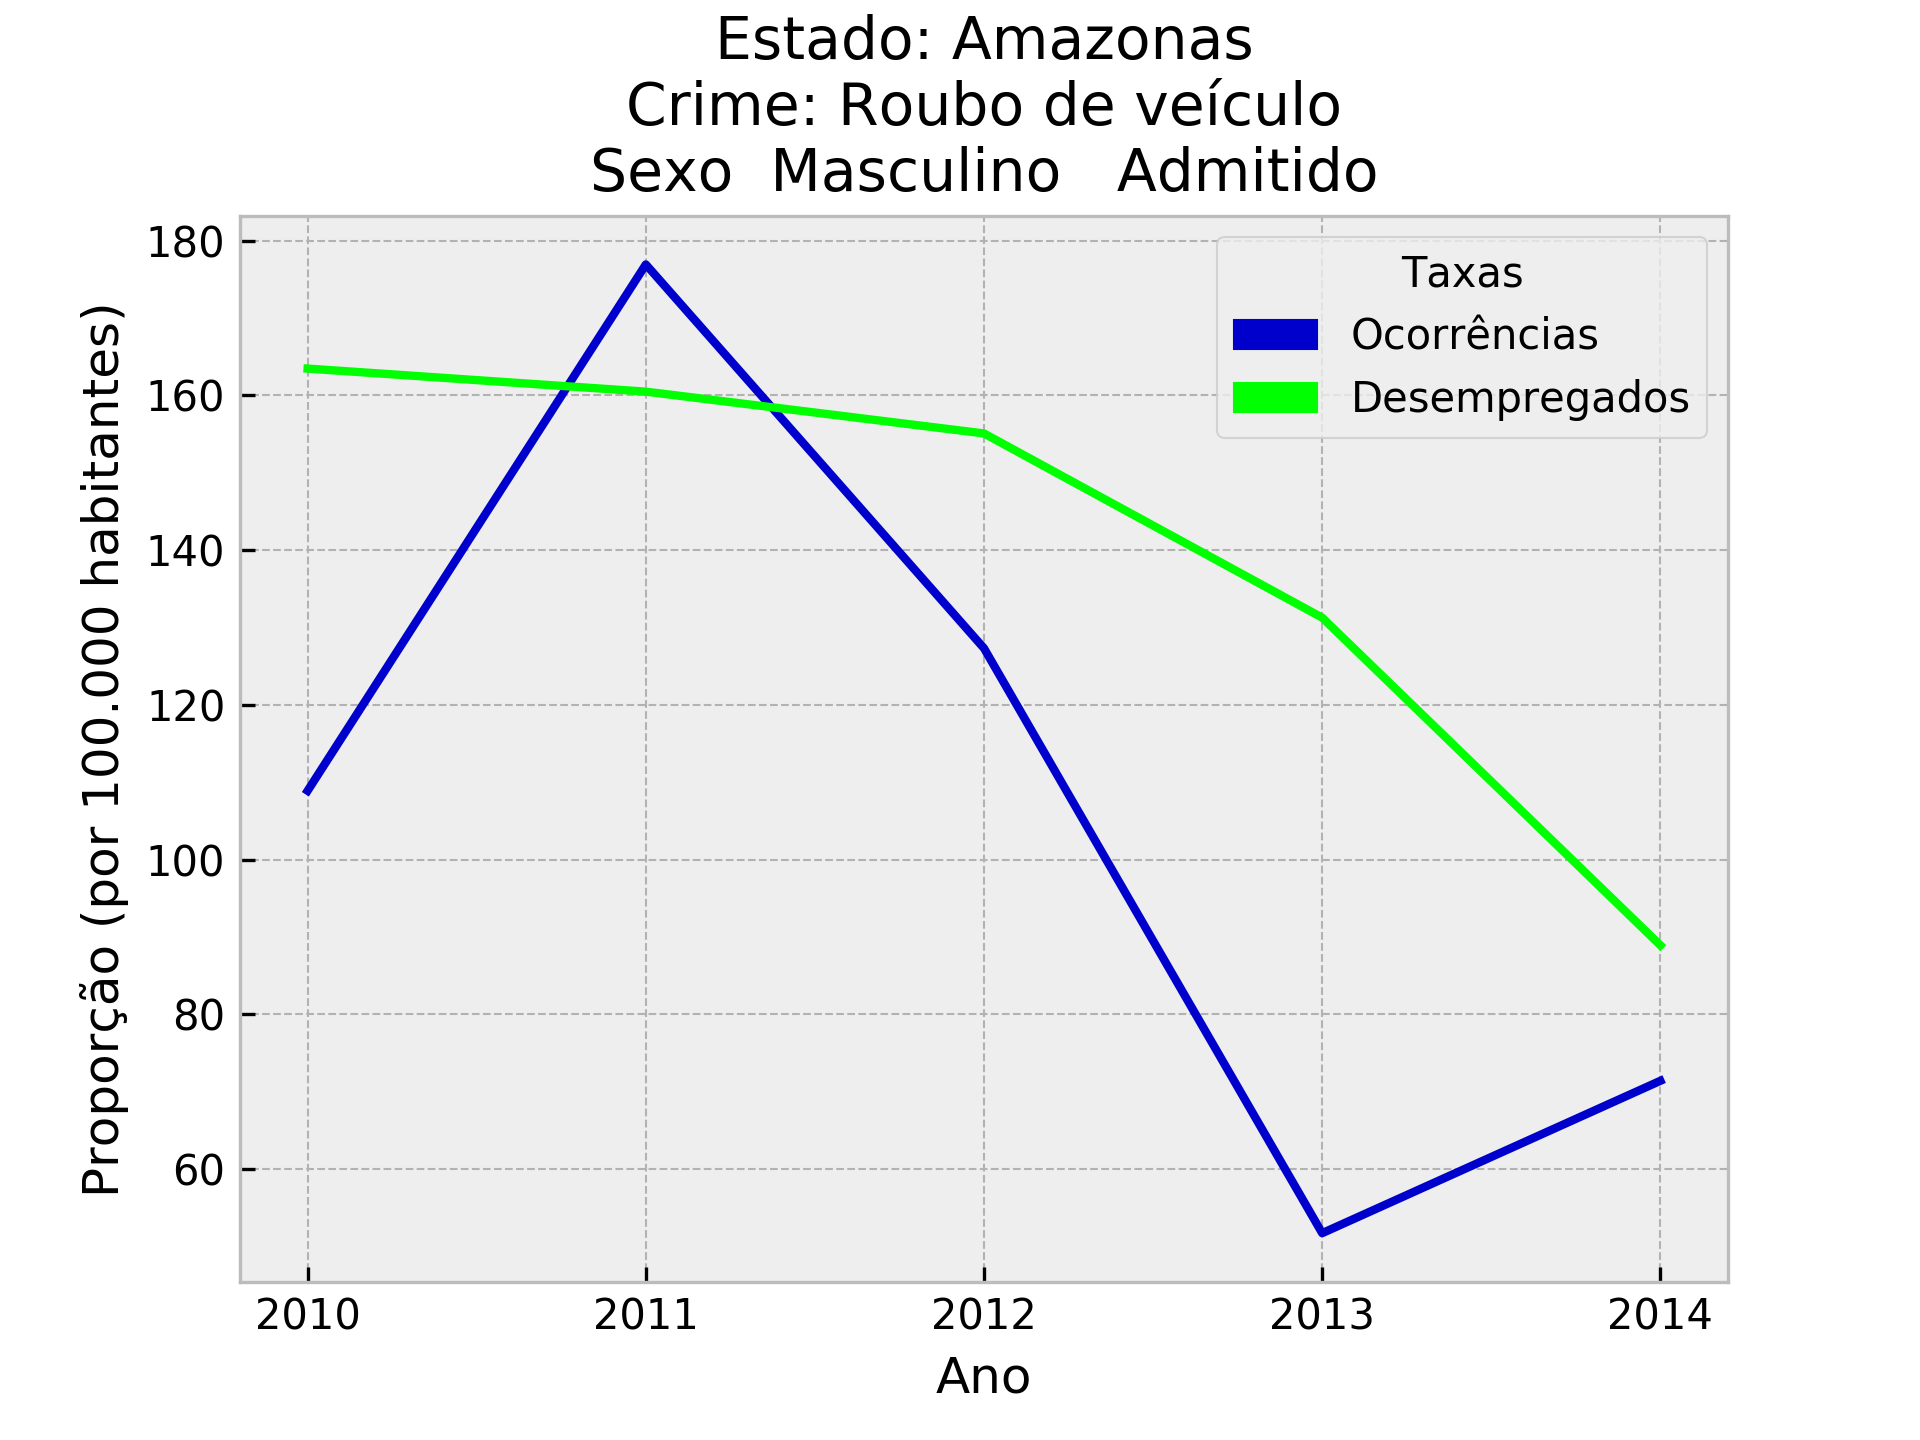 Estado: Amazonas
Crime: Roubo de veículo
Sexo  Masculino   Admitido
Proporção (por 100.000 habitantes)
180
160
140
120
100
80
60
Taxas
Ocorrências
Desempregados
2010
2011
2012
2013
2014
Ano